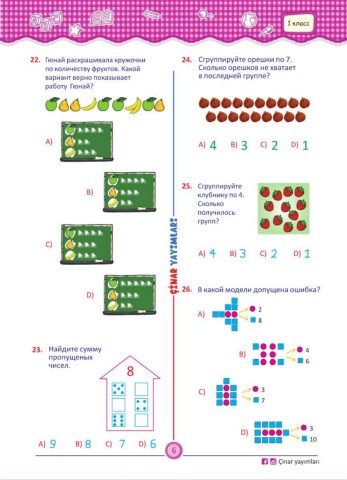 1 класс
22. Гюнай раскрашивала кружочки
по количеству фруктов. Какой
вариант верно показывает
работу Гюнай?
A)
B)
C)
D)
23. Найдите сумму
пропущеных
чисел.
8
A) 9 B) 8 C) 7 D) 6
ÇİNAR YAYIMLARI
24. Сгруппируйте орешки по 7.
Сколько орешков не хватает
в последней группе?
A) 4 B) 3 C) 2 D) 1
25. Сгруппируйте
клубнику по 4.
Сколько
получилось
групп?
A) 4 B) 3 C) 2 D) 1
26. В какой модели допущена ошибка?
A) 2
8
B) 4
6
C) 3
7
D) 3
10
6
Çinar yayımları